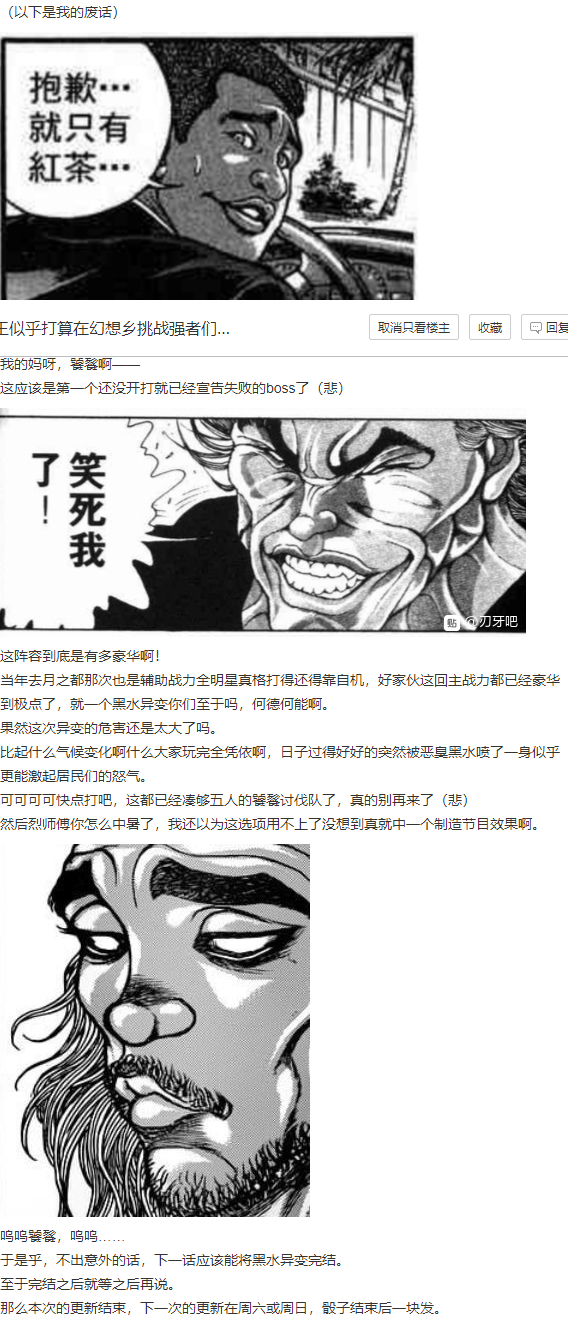 （以下是我的废话）
抱歉…
就只有
紅茶…
王似乎打算在幻想乡挑战强者们...
取消只看楼主
收藏
回复
我的妈呀，饕餮啊——
这应该是第一个还没开打就已经宣告失败的boss了（悲）
笑死我
了！
贴 @刃牙吧
这阵容到底是有多豪华啊！
当年去月之都那次也是辅助战力全明星真格打得还得靠自机，好家伙这回主战力都已经豪华
到极点了，就一个黑水异变你们至于吗，何德何能啊。
果然这次异变的危害还是太大了吗。
比起什么气候变化啊什么大家玩完全凭依啊，日子过得好好的突然被恶臭黑水喷了一身似乎
更能激起居民们的怒气。
可可可可快点打吧，这都已经凑够五人的饕餮讨伐队了，真的别再来了（悲）
然后烈师傅你怎么中暑了，我还以为这选项用不上了没想到真就中一个制造节目效果啊。
呜呜饕餮，呜呜……
于是乎，不出意外的话，下一话应该能将黑水异变完结。
至于完结之后就等之后再说。
那么本次的更新结束，下一次的更新在周六或周日，骰子结束后一块发。